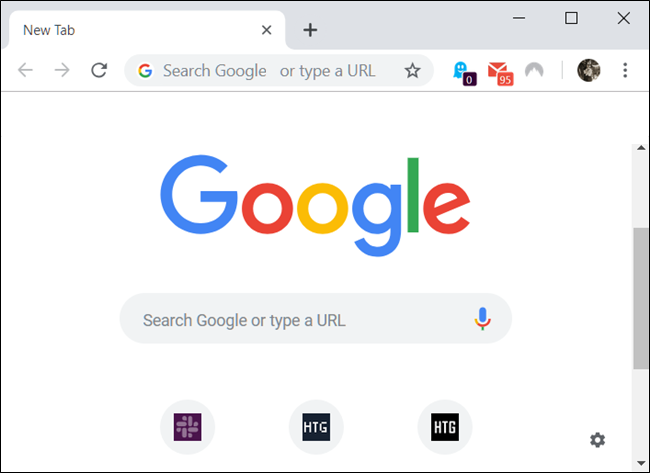 New Tab
Search Google or type a URL
0
95
Google
Search Google or type a URL
HTG
HTG